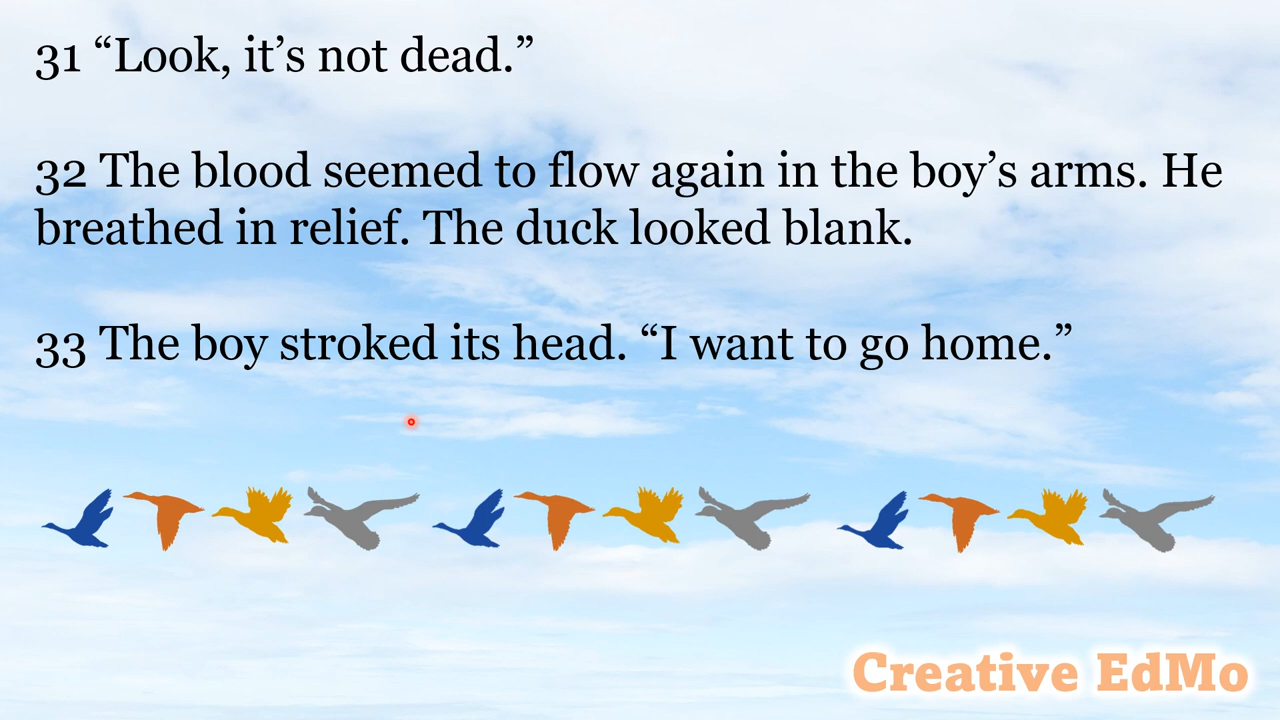 31 “Look, it’s not dead.”
32 The blood seemed to flow again in the boy’s arms. He
breathed in relief. The duck looked blank.
33 The boy stroked its head. “I want to go home.”
Creative EdMo